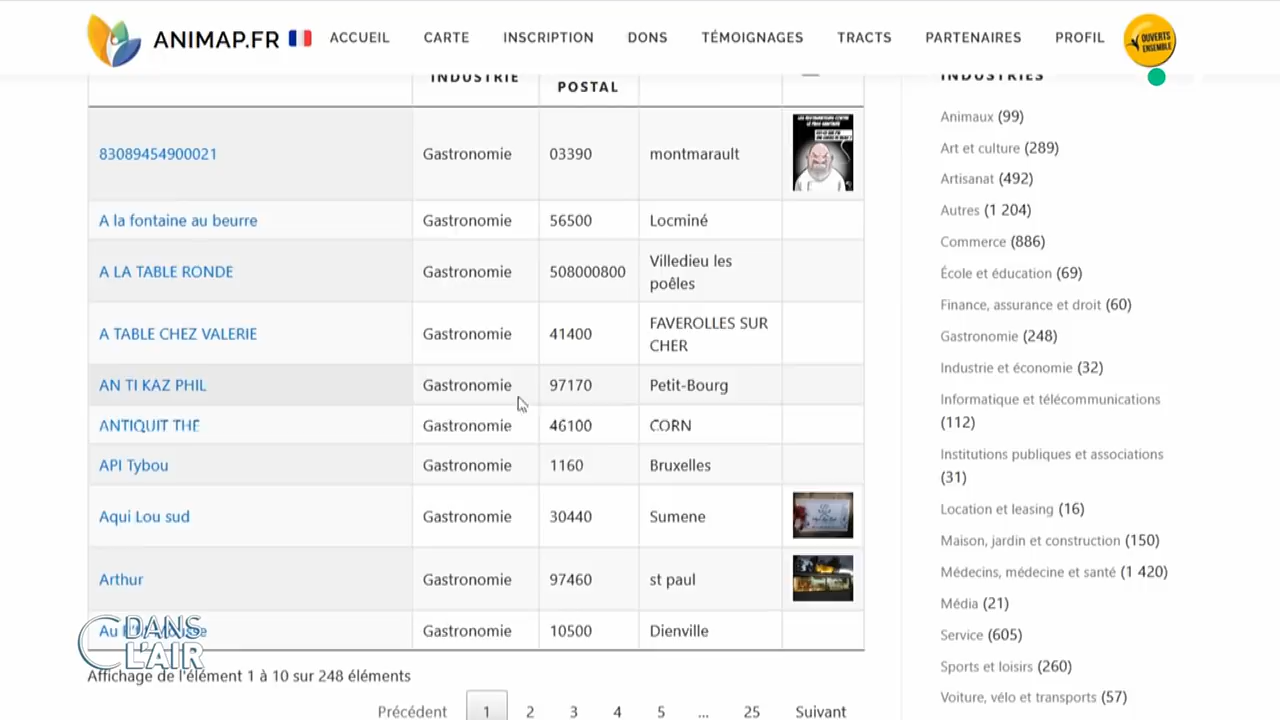 ANIMAP.FR
ACCUEIL
CARTE
INSCRIPTION
DONS
TÉMOIGNAGES
TRACTS
PARTENAIRES
PROFIL
OUVERTS
ENSEMBLE
INDUSTRIE
POSTAL
83089454900021 Gastronomie 03390 montmarault
A la fontaine au beurre Gastronomie 56500 Locminé
A LA TABLE RONDE Gastronomie 508000800 Villedieu les
poêles
A TABLE CHEZ VALERIE Gastronomie 41400 FAVEROLLES SUR
CHER
AN TI KAZ PHIL Gastronomie 97170 Petit-Bourg
ANTIQUIT THE Gastronomie 46100 CORN
API Tybou Gastronomie 1160 Bruxelles
Aqui Lou sud Gastronomie 30440 Sumene
Arthur Gastronomie 97460 st paul
Au Gastronomie 10500 Dienville
C DANS
L'AIR
Affichage de l'élément 1 à 10 sur 248 éléments
Précédent 1 2 3 4 5 ... 25 Suivant
INDUSTRIES
Animaux (99)
Art et culture (289)
Artisanat (492)
Autres (1 204)
Commerce (886)
École et éducation (69)
Finance, assurance et droit (60)
Gastronomie (248)
Industrie et économie (32)
Informatique et télécommunications
(112)
Institutions publiques et associations
(31)
Location et leasing (16)
Maison, jardin et construction (150)
Médecins, médecine et santé (1 420)
Média (21)
Service (605)
Sports et loisirs (260)
Voiture, vélo et transports (57)